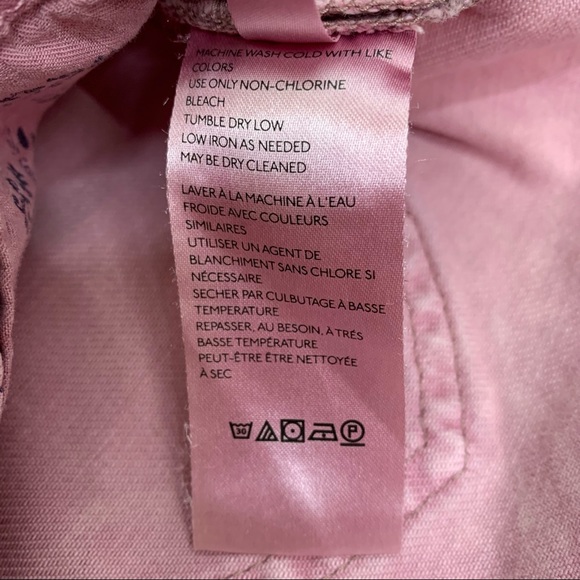 MACHINE WASH COLD WITH LIKE
COLORS
USE ONLY NON-CHLORINE
BLEACH
TUMBLE DRY LOW
LOW IRON AS NEEDED
MAY BE DRY CLEANED
LAVER À LA MACHINE À L'EAU
FROIDE AVEC COULEURS
SIMILAIRES
UTILISER UN AGENT DE
BLANCHIMENT SANS CHLORE SI
NÉCESSAIRE
SECHER PAR CULBUTAGE À BASSE
TEMPERATURE
REPASSER, AU BESOIN, À TRÉS
BASSE TEMPÉRATURE
PEUT-ÊTRE ÊTRE NETTOYÉE
À SEC
30 P